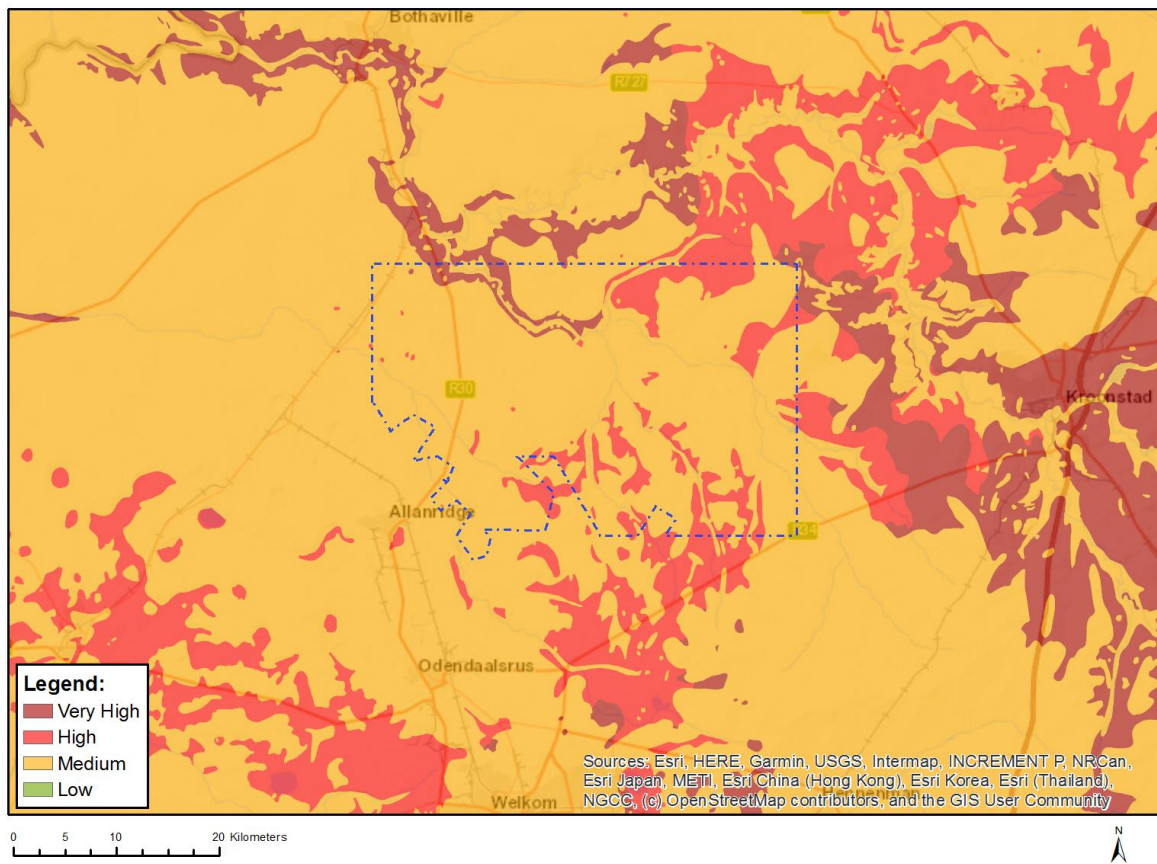 Bothaville
R727
R30
Kroonstad
Allanridge
R34
Odendaalsrus
Legend:
Very High
High
Medium
Low
Sources: Esri, HERE, Garmin, USGS, Intermap, INCREMENT P, NRCan,
Esri Japan, METI, Esri China (Hong Kong), Esri Korea, Esri (Thailand),
Hennenman
NGCC, (c) OpenStreetMap contributors, and the GIS User Community
Welkom
0 5 10 20 Kilometers
N